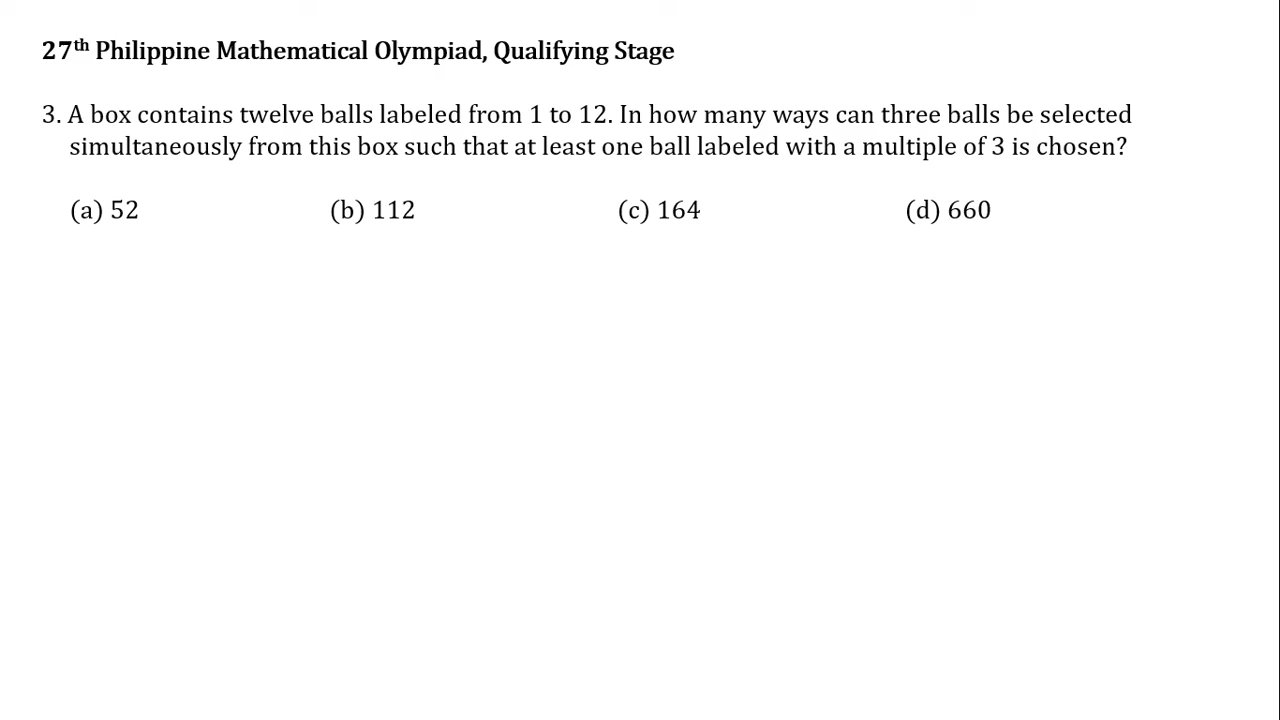 27th Philippine Mathematical Olympiad, Qualifying Stage
3. A box contains twelve balls labeled from 1 to 12. In how many ways can three balls be selected
simultaneously from this box such that at least one ball labeled with a multiple of 3 is chosen?
(a) 52 (b) 112 (c) 164 (d) 660